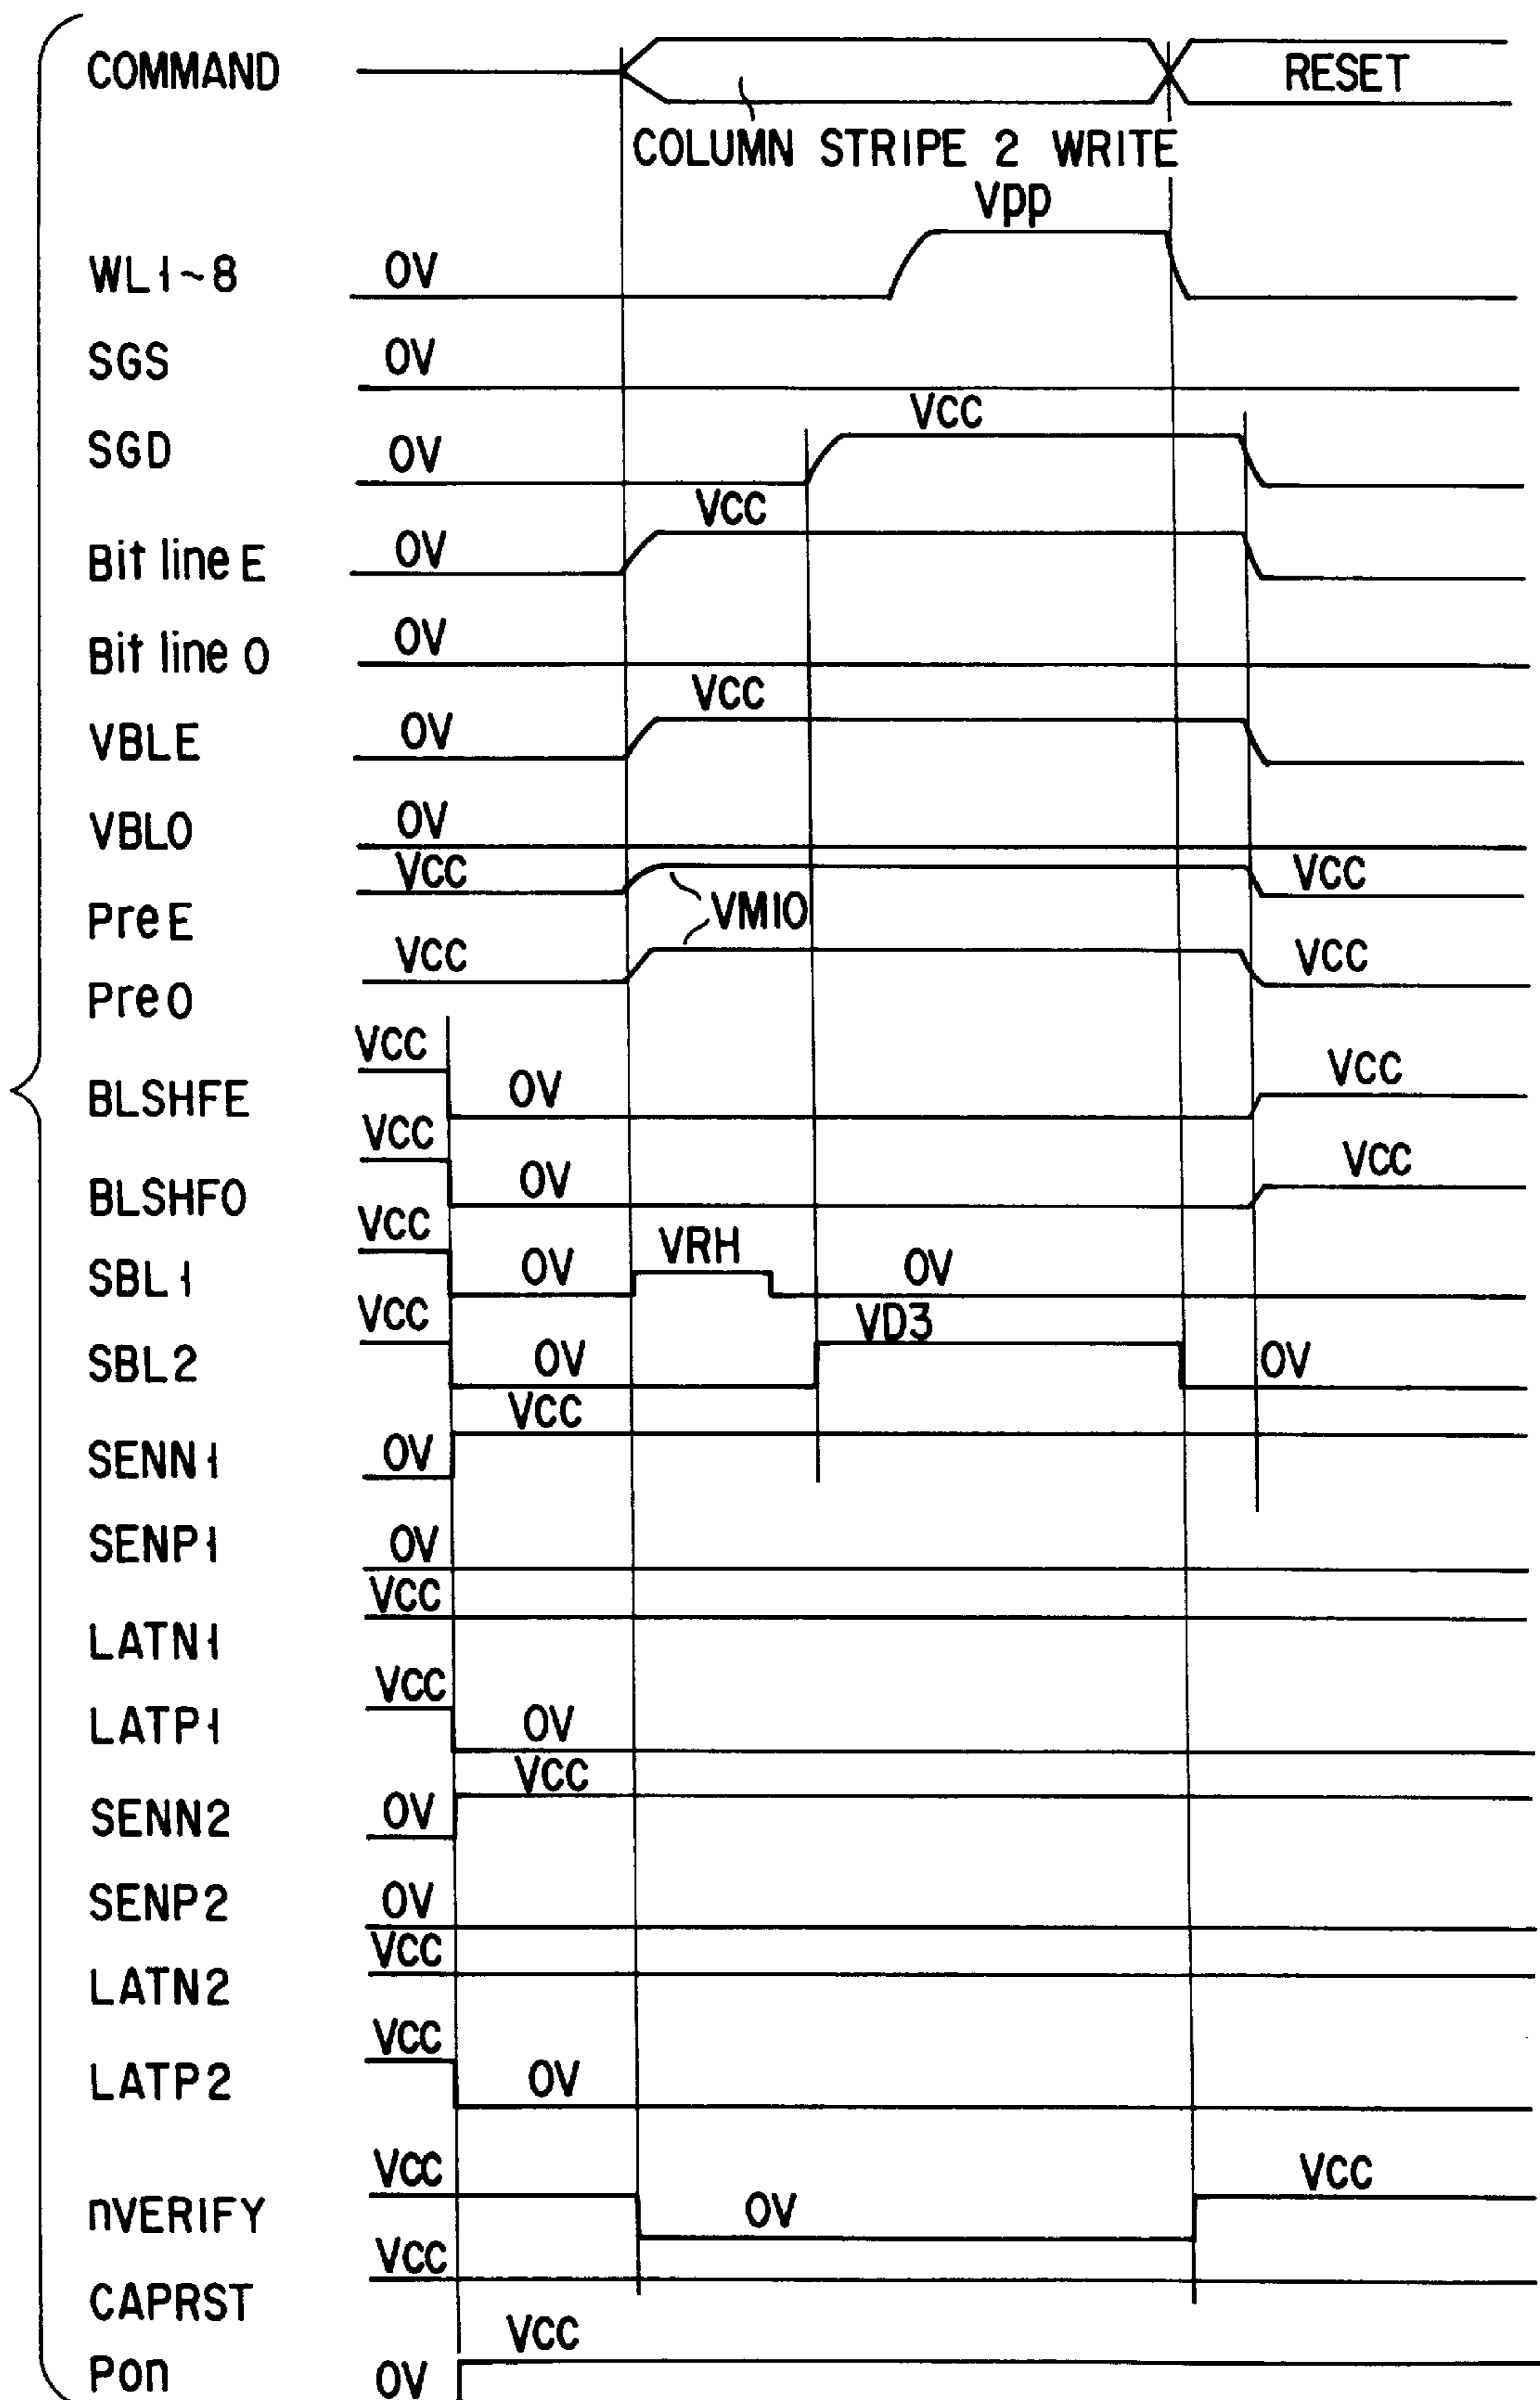 COMMAND RESET
COLUMN STRIPE 2 WRITE
Vpp
WL1~8 0V
SGS 0V
VCC
SGD 0V
VCC
Bit line E 0V
Bit line O 0V
VCC
VBLE 0V
VBLO 0V
VCC VCC
PreE VM10
VCC VCC
PreO
VCC VCC
BLSHFE 0V
VCC VCC
BLSHFO 0V
VCC VRH
SBL1 0V 0V
VCC VD3
SBL2 0V 0V
VCC
SENN1 0V
SENP1 0V
VCC
LATN1
VCC
LATP1 0V
VCC
SENN2 0V
SENP2 0V
VCC
LATN2
VCC
LATP2 0V
VCC VCC
nVERIFY 0V
VCC
CAPRST
VCC
Pon 0V